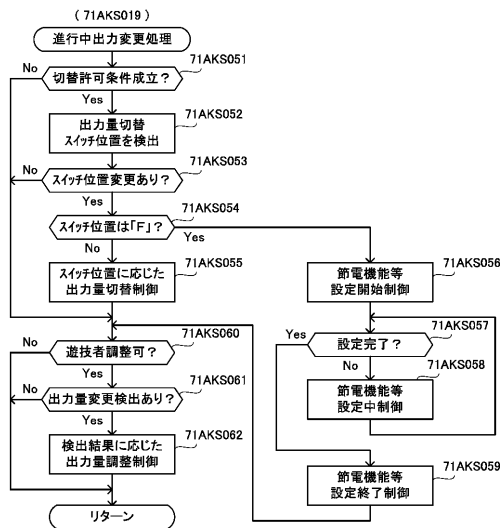 (71AKS019)
進行中出力変更処理
71AKS051
切替許可条件成立?
No
Yes
71AKS052
出力量切替
スイッチ位置を検出
71AKS053
スイッチ位置変更あり?
No
Yes
71AKS054
スイッチ位置は「F」?
Yes
No
71AKS055
スイッチ位置に応じた
出力量切替制御
71AKS056
節電機能等
設定開始制御
71AKS057
設定完了?
Yes
No
71AKS058
節電機能等
設定中制御
71AKS059
節電機能等
設定終了制御
71AKS060
遊技者調整可?
No
Yes
71AKS061
出力量変更検出あり?
No
Yes
71AKS062
検出結果に応じた
出力量調整制御
リターン